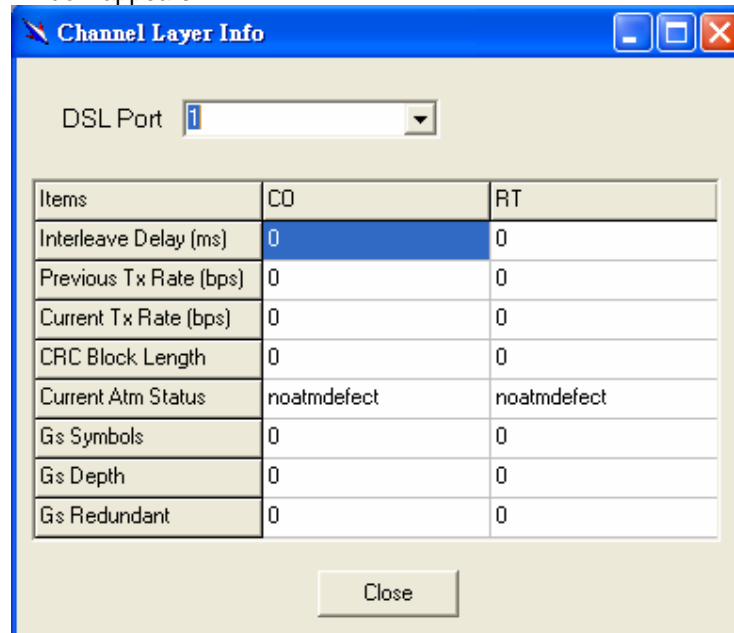 Channel Layer Info
DSL Port 1
Items CO RT
Interleave Delay (ms) 0 0
Previous Tx Rate (bps) 0 0
Current Tx Rate (bps) 0 0
CRC Block Length 0 0
Current Atm Status noatmdefect noatmdefect
Gs Symbols 0 0
Gs Depth 0 0
Gs Redundant 0 0
Close